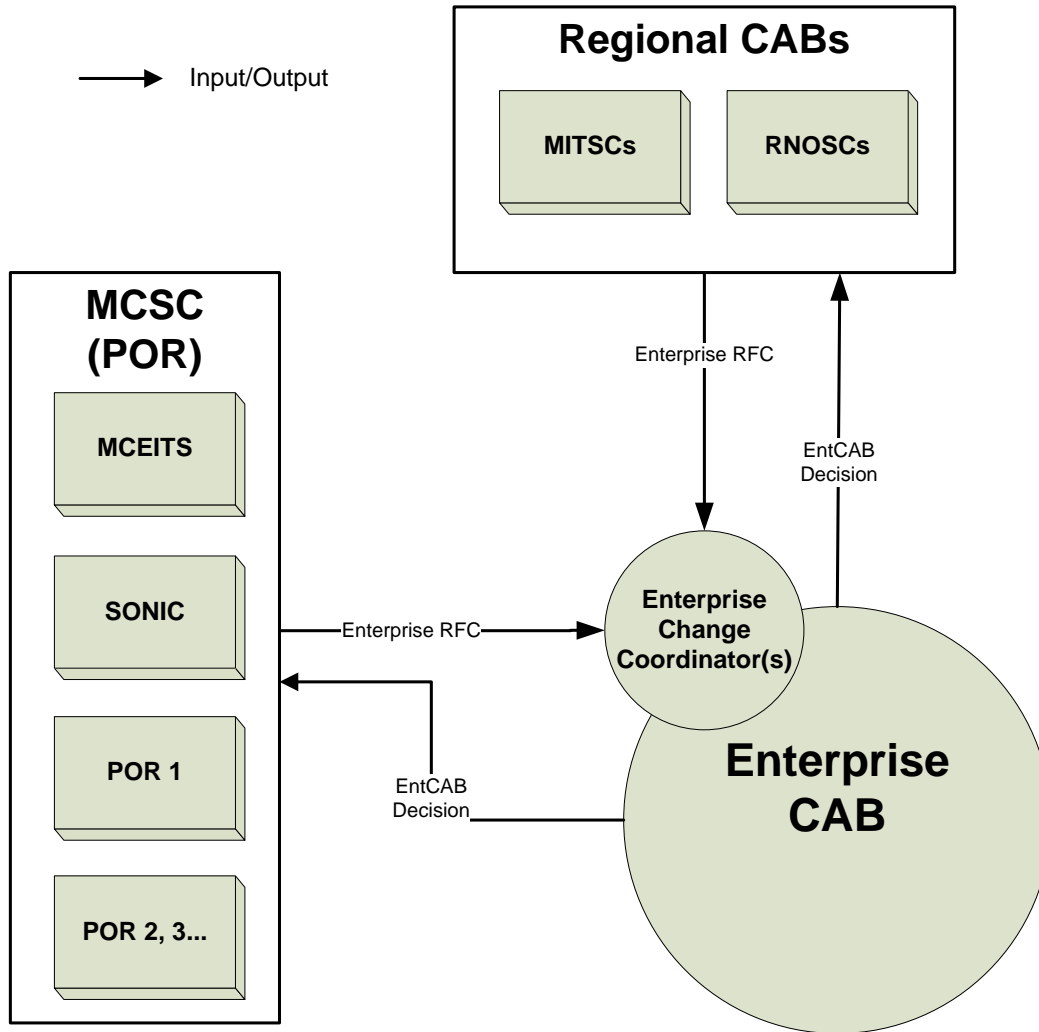 Input/Output
Regional CABs
MITSCs
RNOSCs
MCSC
(POR)
MCEITS
SONIC
POR 1
POR 2, 3...
Enterprise RFC
EntCAB
Decision
Enterprise RFC
Enterprise
Change
Coordinator(s)
EntCAB
Decision
Enterprise
CAB